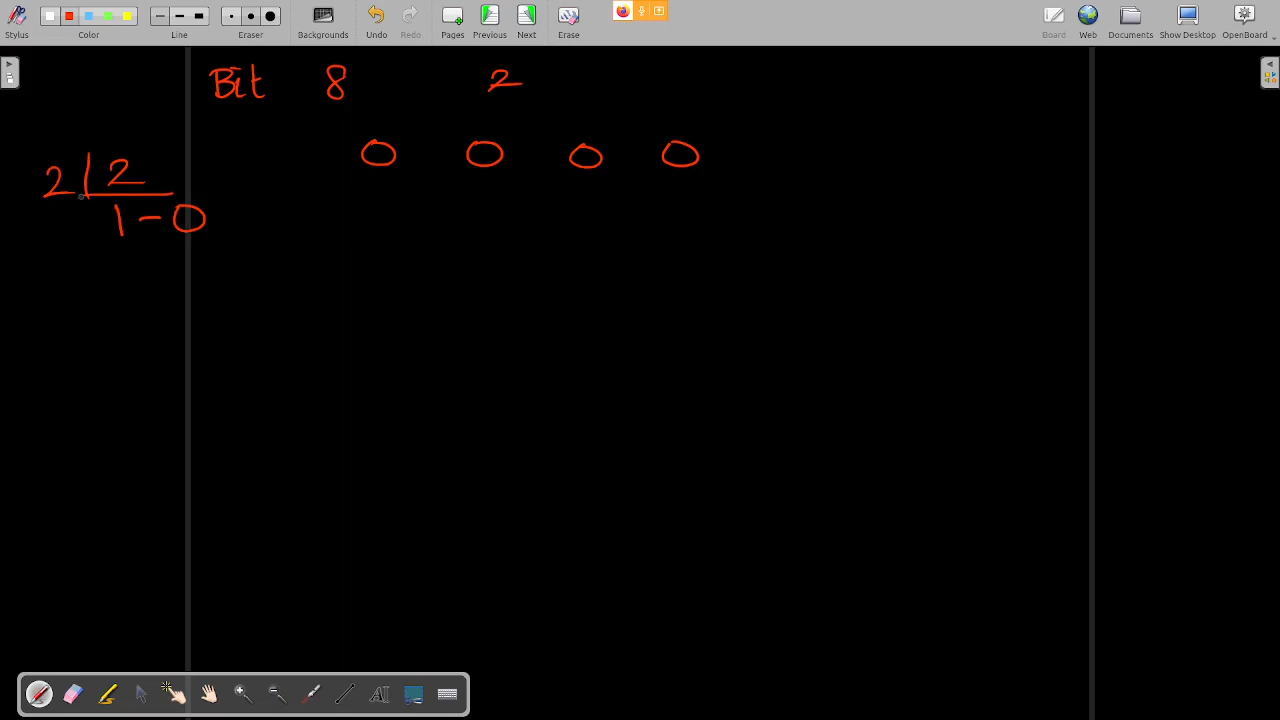 Stylus Color Line Eraser Backgrounds Undo Redo Pages Previous Next Erase Board Web Documents Show Desktop OpenBoard
Bit 8 2
0 0 0 0
2 | 2
1 - 0